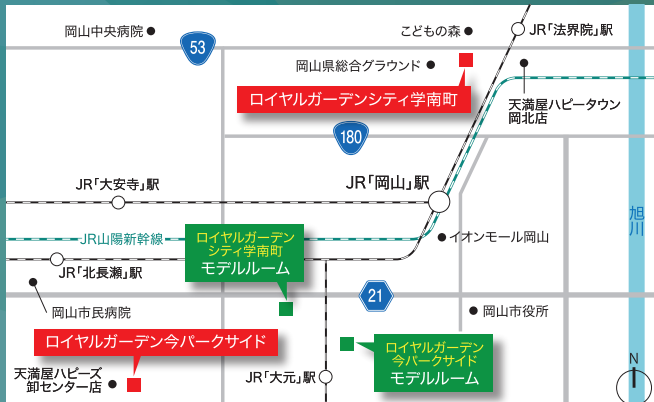 岡山中央病院
53
こどもの森
JR「法界院」駅
岡山県総合グラウンド
ロイヤルガーデンシティ学南町
天満屋ハピータウン
岡北店
180
JR「大安寺」駅
JR「岡山」駅
旭川
JR山陽新幹線
ロイヤルガーデン
シティ学南町
モデルルーム
イオンモール岡山
JR「北長瀬」駅
21
岡山市民病院
岡山市役所
ロイヤルガーデン今パークサイド
ロイヤルガーデン
今パークサイド
モデルルーム
天満屋ハピーズ
卸センター店
JR「大元」駅
N